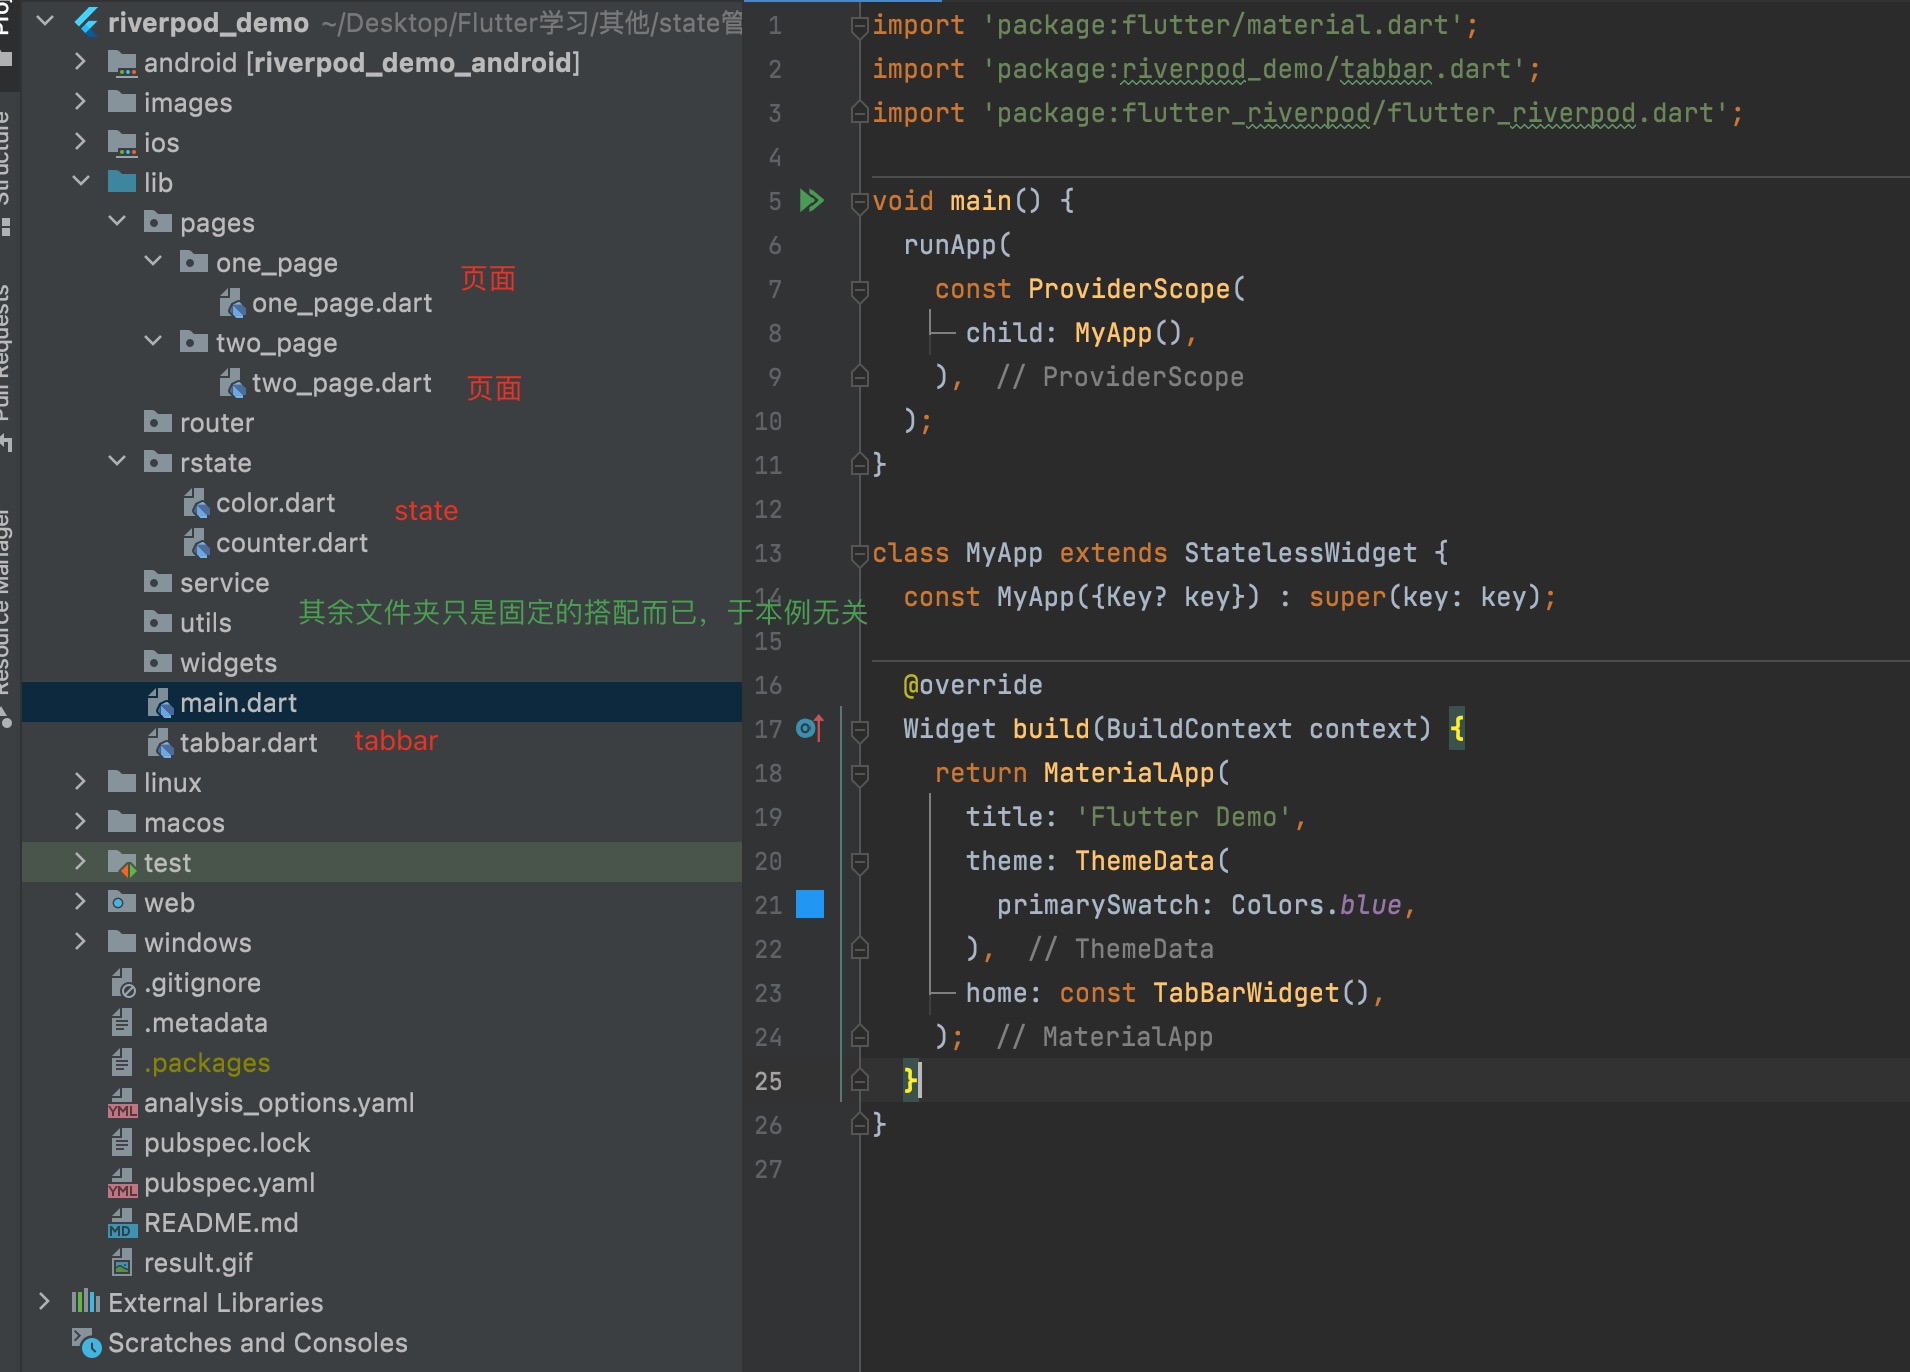 riverpod_demo ~/Desktop/Flutter学习/其他/state管
android [riverpod_demo_android]
images
ios
lib
pages
one_page
页面
one_page.dart
two_page
two_page.dart 页面
router
rstate
color.dart
state
counter.dart
service
其余文件夹只是固定的搭配而已，于本例无关
utils
widgets
main.dart
tabbar.dart tabbar
linux
macos
test
web
windows
.gitignore
.metadata
.packages
analysis_options.yaml
pubspec.lock
pubspec.yaml
README.md
result.gif
External Libraries
Scratches and Consoles
Structure
Pull Requests
Resource Manager
1 import 'package:flutter/material.dart';
2 import 'package:riverpod_demo/tabbar.dart';
3 import 'package:flutter_riverpod/flutter_riverpod.dart';
4
5 void main() {
6 runApp(
7 const ProviderScope(
8 child: MyApp(),
9 ), // ProviderScope
10 );
11 }
12
13 class MyApp extends StatelessWidget {
14 const MyApp({Key? key}) : super(key: key);
15
16 @override
17 Widget build(BuildContext context) {
18 return MaterialApp(
19 title: 'Flutter Demo',
20 theme: ThemeData(
21 primarySwatch: Colors.blue,
22 ), // ThemeData
23 home: const TabBarWidget(),
24 ); // MaterialApp
25 }
26 }
27